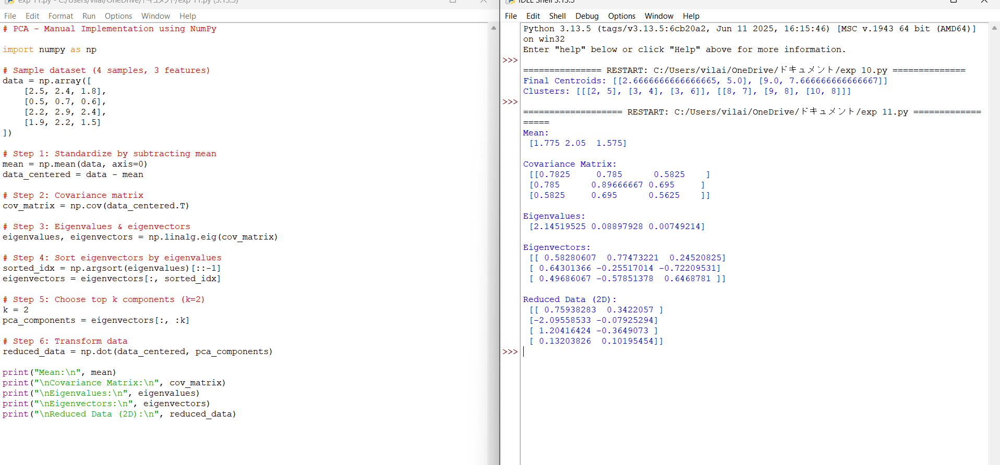 exp 11.py - C:/Users/vilai/OneDrive/ドキュメント/exp 11.py (3.13.5)
File Edit Format Run Options Window Help
# PCA - Manual Implementation using NumPy
import numpy as np
# Sample dataset (4 samples, 3 features)
data = np.array([
    [2.5, 2.4, 1.8],
    [0.5, 0.7, 0.6],
    [2.2, 2.9, 2.4],
    [1.9, 2.2, 1.5]
])
# Step 1: Standardize by subtracting mean
mean = np.mean(data, axis=0)
data_centered = data - mean
# Step 2: Covariance matrix
cov_matrix = np.cov(data_centered.T)
# Step 3: Eigenvalues & eigenvectors
eigenvalues, eigenvectors = np.linalg.eig(cov_matrix)
# Step 4: Sort eigenvectors by eigenvalues
sorted_idx = np.argsort(eigenvalues)[::-1]
eigenvectors = eigenvectors[:, sorted_idx]
# Step 5: Choose top k components (k=2)
k = 2
pca_components = eigenvectors[:, :k]
# Step 6: Transform data
reduced_data = np.dot(data_centered, pca_components)
print("Mean:\n", mean)
print("\nCovariance Matrix:\n", cov_matrix)
print("\nEigenvalues:\n", eigenvalues)
print("\nEigenvectors:\n", eigenvectors)
print("\nReduced Data (2D):\n", reduced_data)
IDLE Shell 3.13.5
File Edit Shell Debug Options Window Help
Python 3.13.5 (tags/v3.13.5:6cb20a2, Jun 11 2025, 16:15:46) [MSC v.1943 64 bit (AMD64)]
on win32
Enter "help" below or click "Help" above for more information.
>>>
=============== RESTART: C:/Users/vilai/OneDrive/ドキュメント/exp 10.py ==============
Final Centroids: [[2.6666666666666665, 5.0], [9.0, 7.666666666666667]]
Clusters: [[[2, 5], [3, 4], [3, 6]], [[8, 7], [9, 8], [10, 8]]]
>>>
=================== RESTART: C:/Users/vilai/OneDrive/ドキュメント/exp 11.py =============
=====
Mean:
 [1.775 2.05  1.575]
Covariance Matrix:
 [[0.7825     0.785      0.5825    ]
 [0.785      0.89666667 0.695     ]
 [0.5825     0.695      0.5625    ]]
Eigenvalues:
 [2.14519525 0.08897928 0.00749214]
Eigenvectors:
 [[ 0.58280607  0.77473221  0.24520825]
 [ 0.64301366 -0.25517014 -0.72209531]
 [ 0.49686067 -0.57851378  0.6468781 ]]
Reduced Data (2D):
 [[ 0.75938283  0.3422057 ]
 [-2.09558533 -0.07925294]
 [ 1.20416424 -0.3649073 ]
 [ 0.13203826  0.10195454]]
>>>